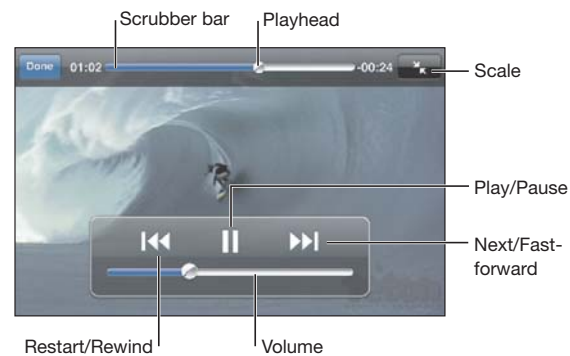 Scrubber bar
Playhead
Done
01:02
-00:24
Scale
Play/Pause
Next/Fast-
forward
Restart/Rewind
Volume